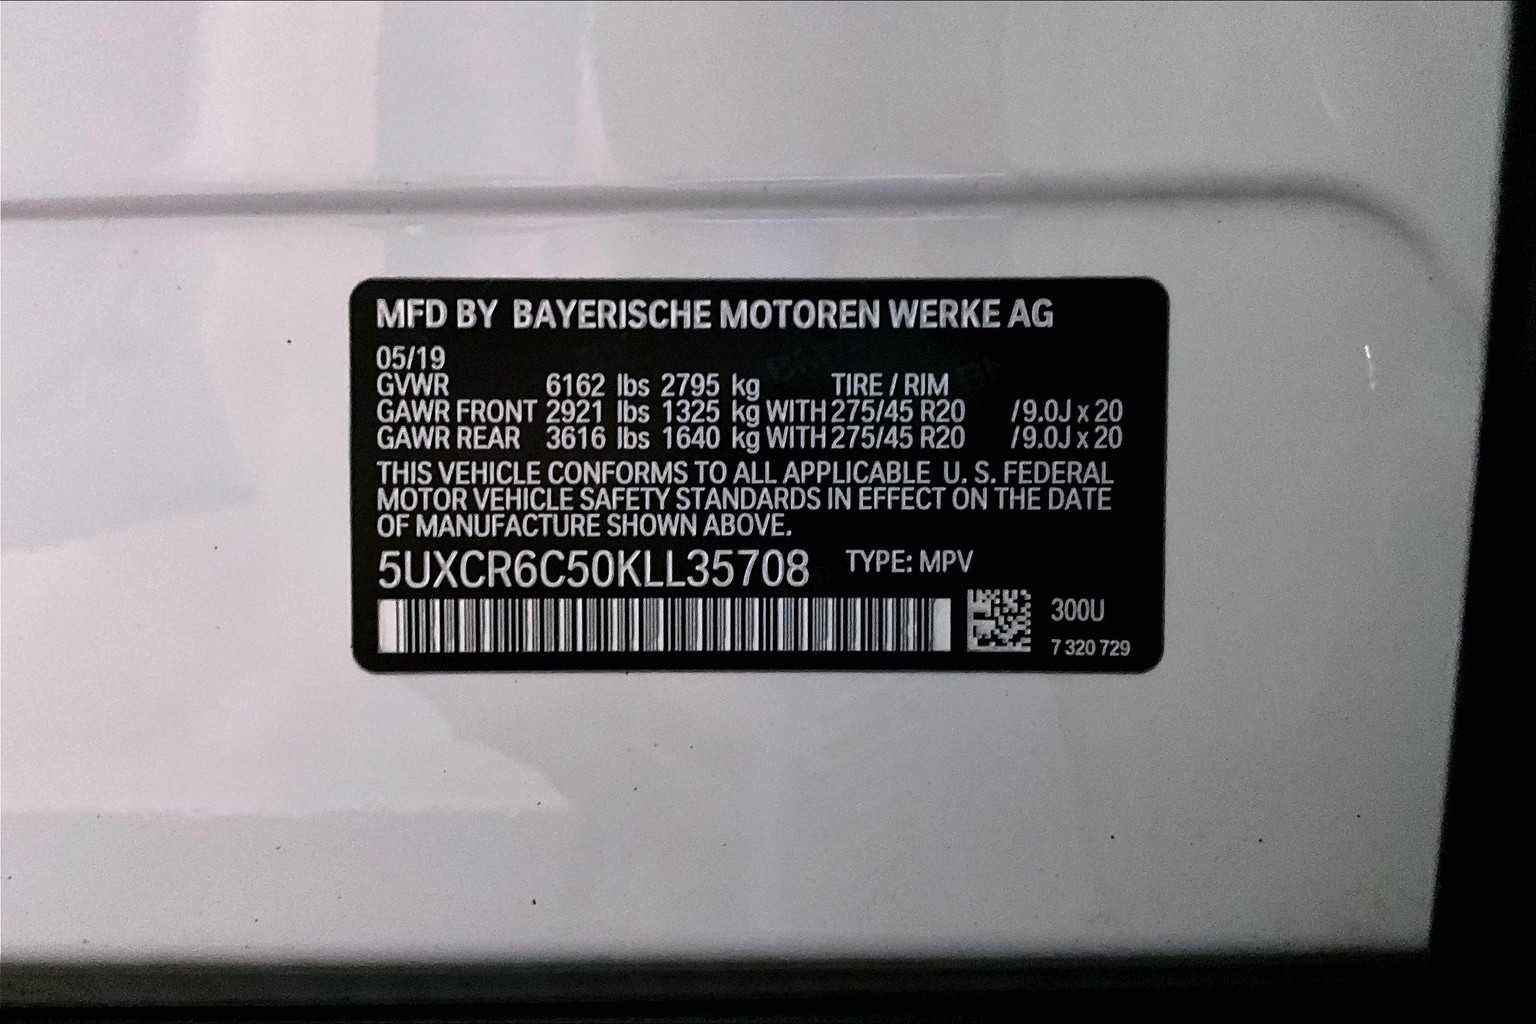 MFD BY BAYERISCHE MOTOREN WERKE AG
05/19
GVWR 6162 lbs 2795 kg TIRE / RIM
GAWR FRONT 2921 lbs 1325 kg WITH 275/45 R20 / 9.0J x 20
GAWR REAR 3616 lbs 1640 kg WITH 275/45 R20 / 9.0J x 20
THIS VEHICLE CONFORMS TO ALL APPLICABLE U. S. FEDERAL
MOTOR VEHICLE SAFETY STANDARDS IN EFFECT ON THE DATE
OF MANUFACTURE SHOWN ABOVE.
5UXCR6C50KLL35708 TYPE: MPV
300U
7 320 729